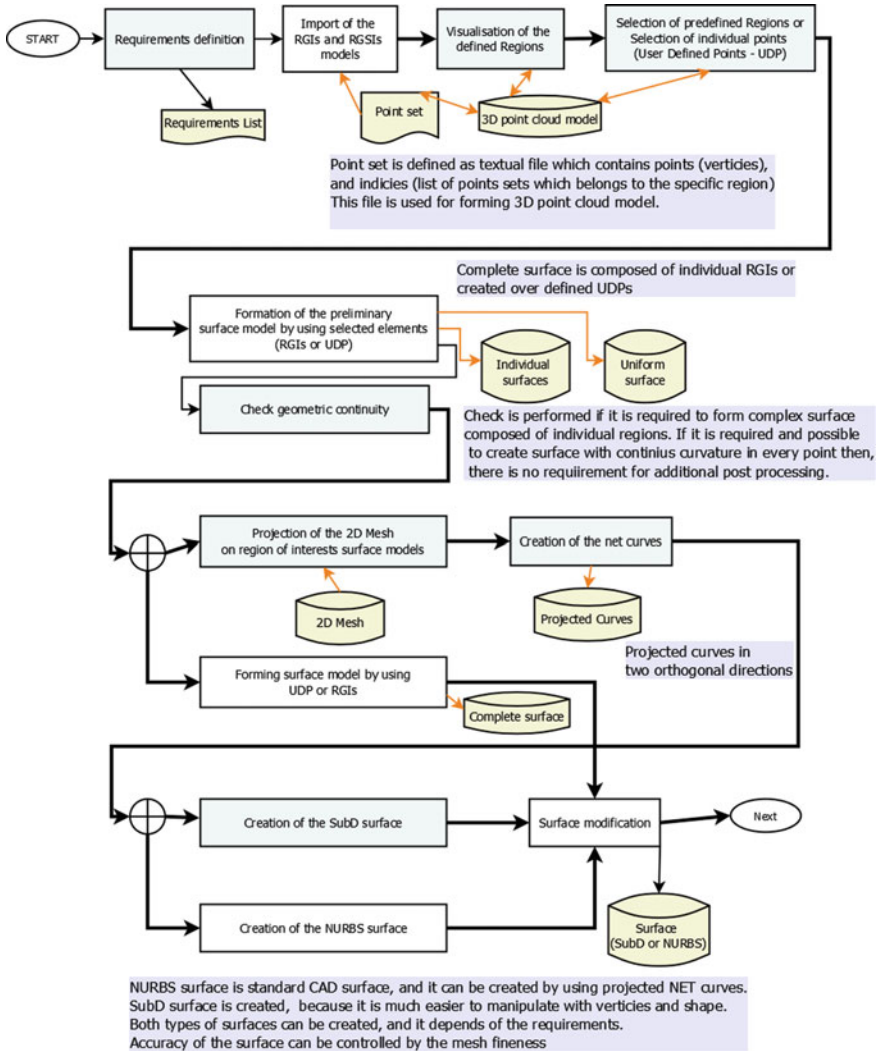 START
Requirements definition
Import of the
RGIs and RGSIs
models
Visualisation of the
defined Regions
Selection of predefined Regions or
Selection of individual points
(User Defined Points - UDP)
Requirements List
Point set
3D point cloud model
Point set is defined as textual file which contains points (verticies),
and indicies (list of points sets which belongs to the specific region)
This file is used for forming 3D point cloud model.
Complete surface is composed of individual RGIs or
created over defined UDPs
Formation of the preliminary
surface model by using selected elements
(RGIs or UDP)
Individual
surfaces
Uniform
surface
Check geometric continuity
Check is performed if it is required to form complex surface
composed of individual regions. If it is required and possible
to create surface with continius curvature in every point then,
there is no requiirement for additional post processing.
Projection of the 2D Mesh
on region of interests surface models
Creation of the net curves
2D Mesh
Projected Curves
Projected curves in
two orthogonal directions
Forming surface model by using
UDP or RGIs
Complete surface
Creation of the SubD surface
Surface modification
Next
Creation of the NURBS surface
Surface
(SubD or NURBS)
NURBS surface is standard CAD surface, and it can be created by using projected NET curves.
SubD surface is created, because it is much easier to manipulate with verticies and shape.
Both types of surfaces can be created, and it depends of the requirements.
Accuracy of the surface can be controlled by the mesh fineness